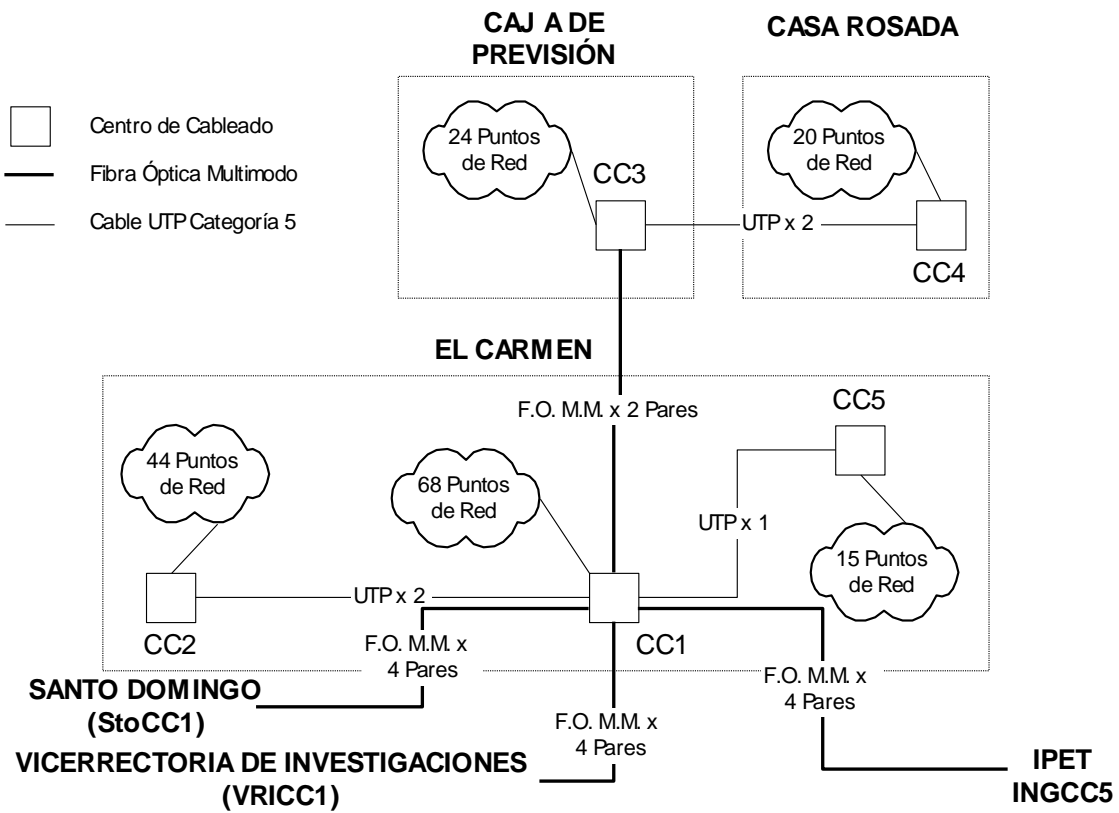 CAJ A DE
PREVISIÓN
CASA ROSADA
Centro de Cableado
Fibra Óptica Multimodo
Cable UTP Categoría 5
24 Puntos
de Red
CC3
20 Puntos
de Red
UTP x 2
CC4
EL CARMEN
F.O. M.M. x 2 Pares
CC5
44 Puntos
de Red
68 Puntos
de Red
UTP x 1
15 Puntos
de Red
UTP x 2
CC2
CC1
F.O. M.M. x
4 Pares
F.O. M.M. x
4 Pares
SANTO DOMINGO
(StoCC1)
F.O. M.M. x
4 Pares
VICERRECTORIA DE INVESTIGACIONES
(VRICC1)
IPET
INGCC5